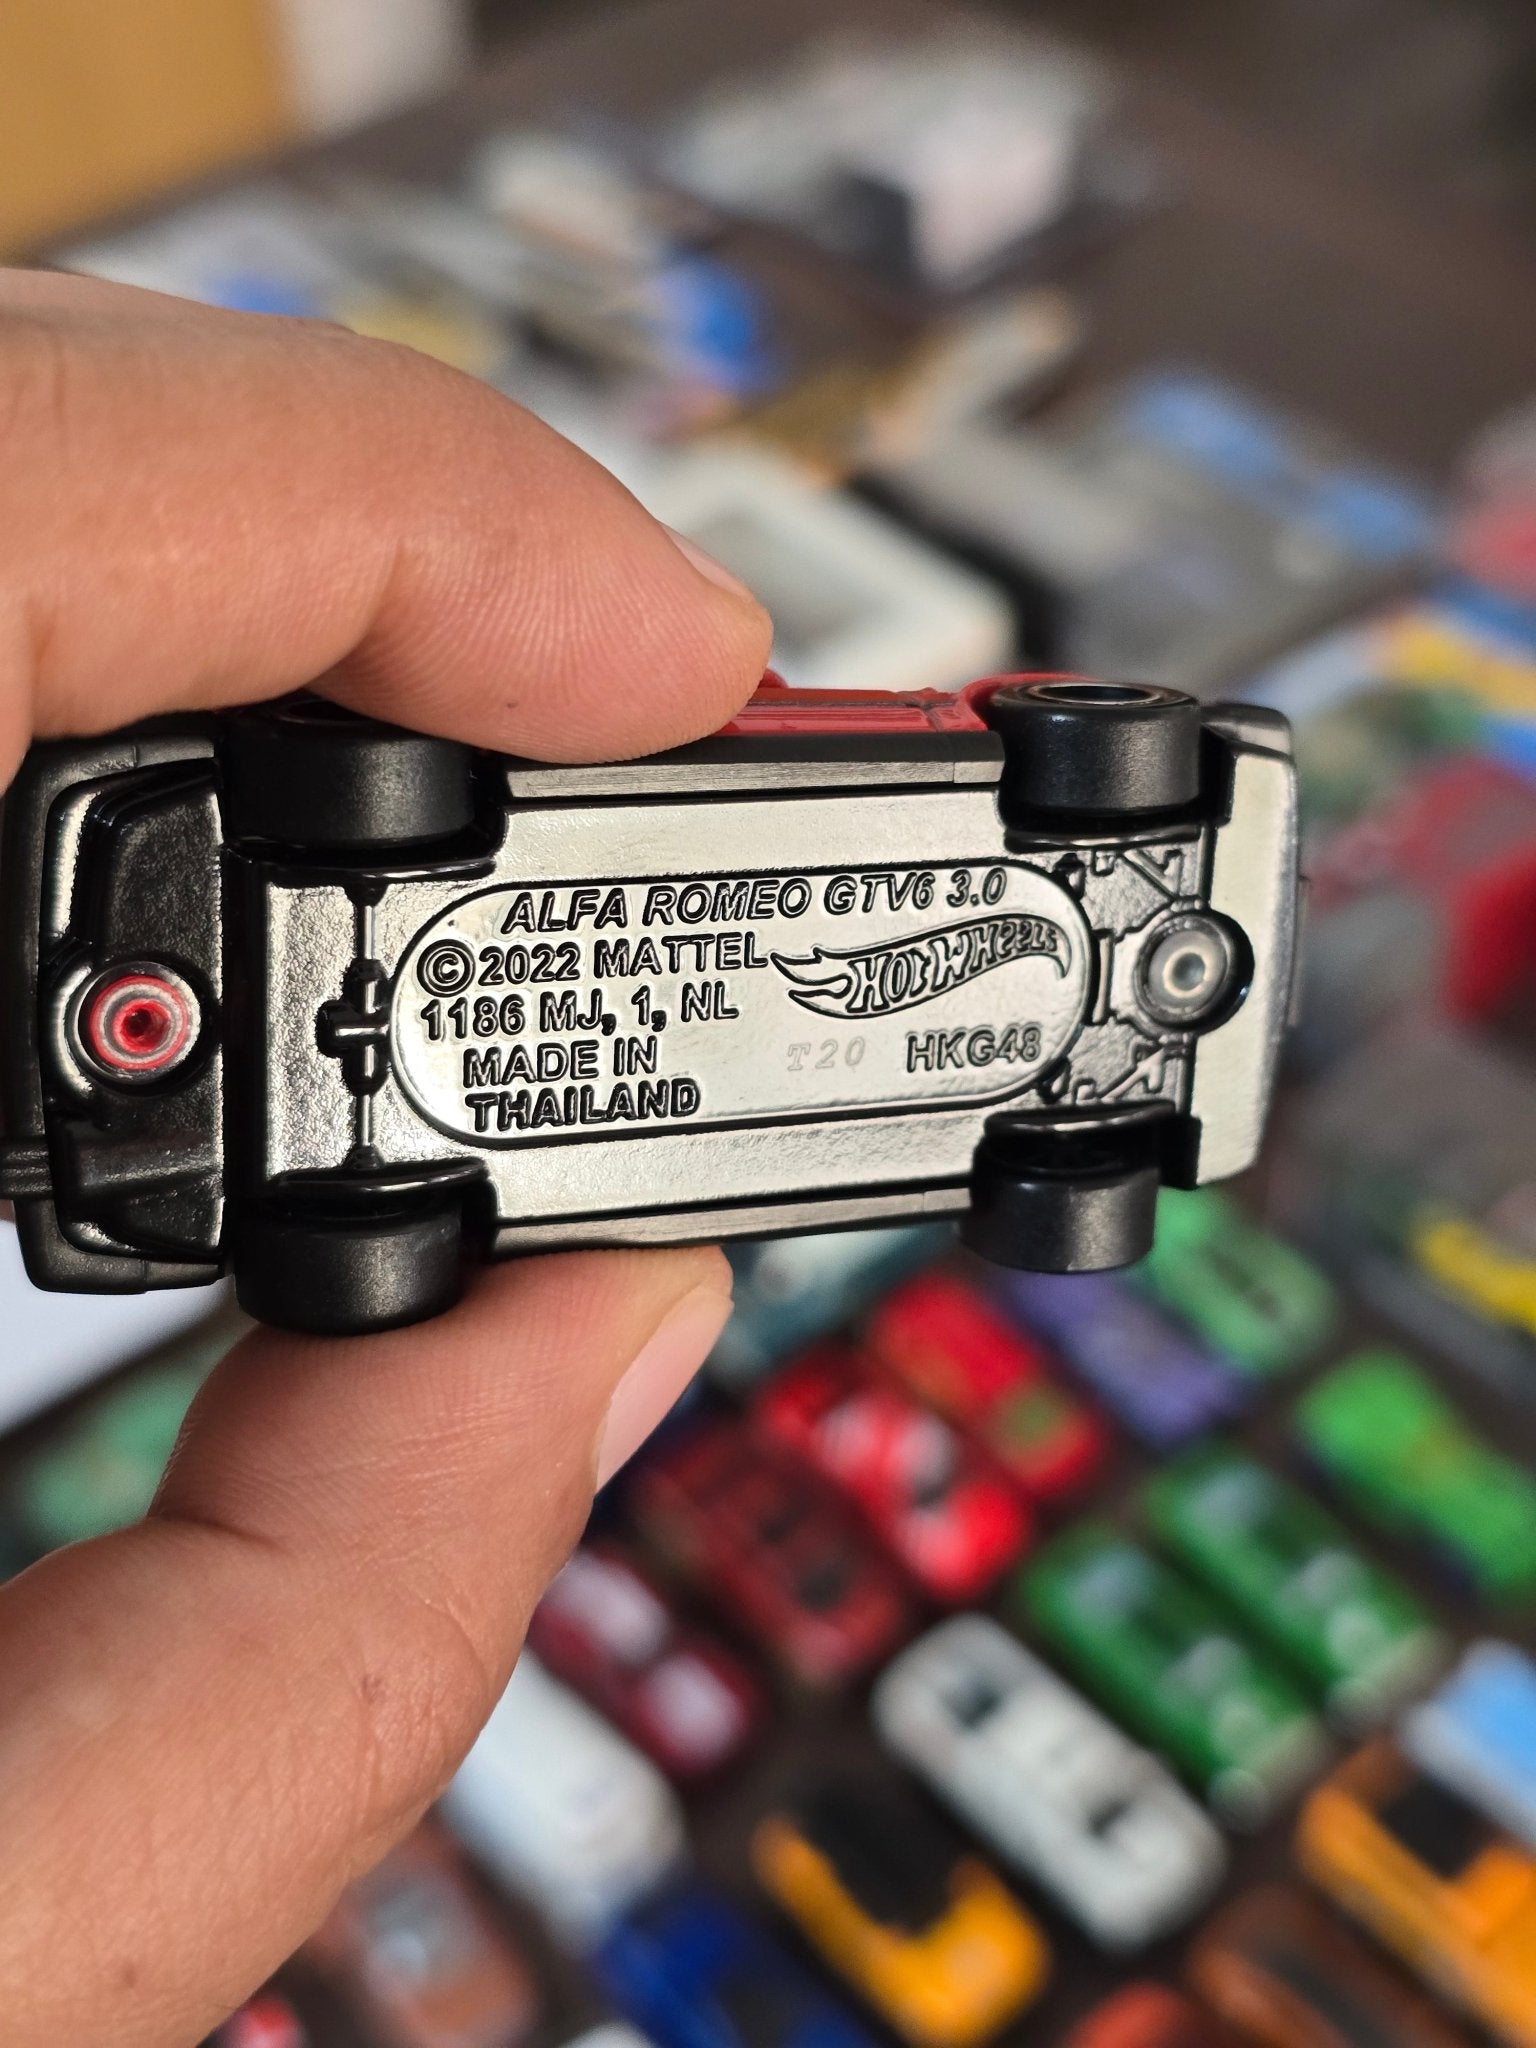 ALFA ROMEO GTV6 3.0
©2022 MATTEL
HOT WHEELS
1186 MJ, 1, NL
MADE IN
T20
HKG48
THAILAND